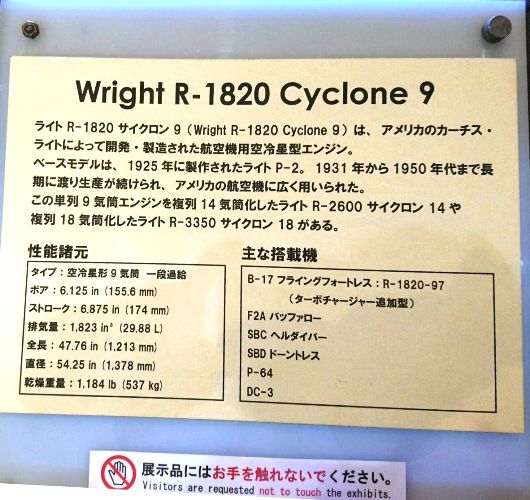 Wright R-1820 Cyclone 9
ライト R-1820 サイクロン 9（Wright R-1820 Cyclone 9）は、アメリカのカーチス・
ライトによって開発・製造された航空機用空冷星型エンジン。
ベースモデルは、1925 年に製作されたライト P-2。1931 年から 1950 年代まで長
期に渡り生産が続けられ、アメリカの航空機に広く用いられた。
この単列 9 気筒エンジンを複列 14 気筒化した R-2600 サイクロン 14 や
複列 18 気筒化したライト R-3350 サイクロン 18 がある。
性能諸元
タイプ：空冷星形 9 気筒 一段過給
ボア：6.125 in（155.6 mm）
ストローク：6.875 in（174 mm）
排気量：1,823 in³（29.88 L）
全長：47.76 in（1,213 mm）
直径：54.25 in（1,378 mm）
乾燥重量：1,184 lb（537 kg）
主な搭載機
B-17 フライングフォートレス：R-1820-97
（ターボチャージャー追加型）
F2A バッファロー
SBC ヘルダイバー
SBD ドーントレス
P-64
DC-3
展示品にはお手を触れないでください。
Visitors are requested not to touch the exhibits.